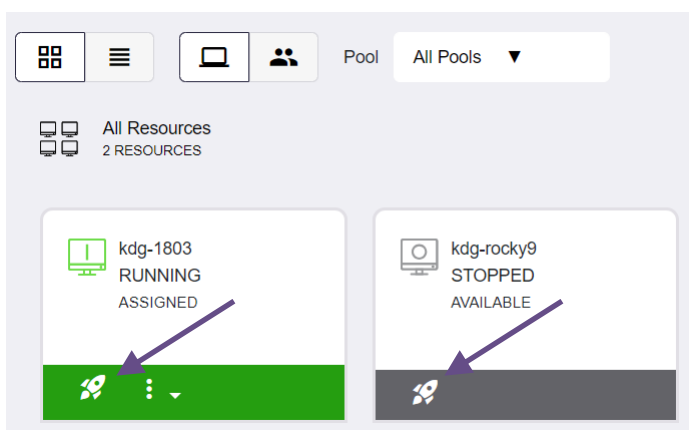 Pool
All Pools
All Resources
2 RESOURCES
kdg-1803
RUNNING
ASSIGNED
kdg-rocky9
STOPPED
AVAILABLE